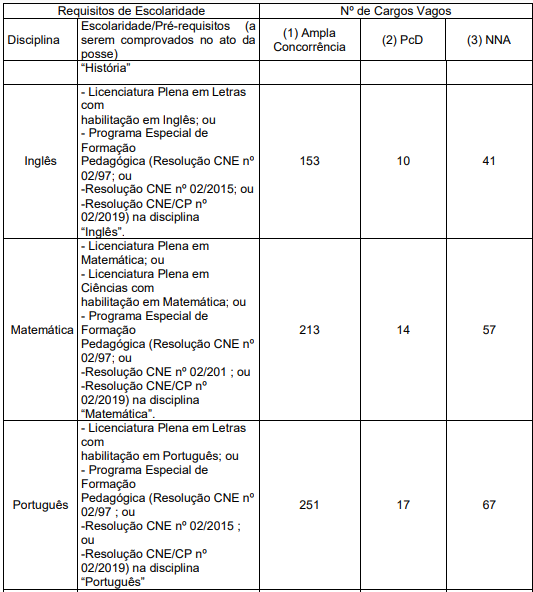 Requisitos de Escolaridade
Nº de Cargos Vagos
Disciplina
Escolaridade/Pré-requisitos (a
serem comprovados no ato da
posse)
(1) Ampla
Concorrência
(2) PcD
(3) NNA
“História”
Inglês
- Licenciatura Plena em Letras
com
habilitação em Inglês; ou
- Programa Especial de
Formação
Pedagógica (Resolução CNE nº
02/97; ou
-Resolução CNE nº 02/2015; ou
-Resolução CNE/CP nº
02/2019) na disciplina
“Inglês”.
153
10
41
Matemática
- Licenciatura Plena em
Matemática; ou
- Licenciatura Plena em
Ciências com
habilitação em Matemática; ou
- Programa Especial de
Formação
Pedagógica (Resolução CNE nº
02/97; ou
-Resolução CNE nº 02/201 ; ou
-Resolução CNE/CP nº
02/2019) na disciplina
“Matemática”.
213
14
57
Português
- Licenciatura Plena em Letras
com
habilitação em Português; ou
- Programa Especial de
Formação
Pedagógica (Resolução CNE nº
02/97 ; ou
-Resolução CNE nº 02/2015 ;
ou
-Resolução CNE/CP nº
02/2019) na disciplina
“Português”
251
17
67